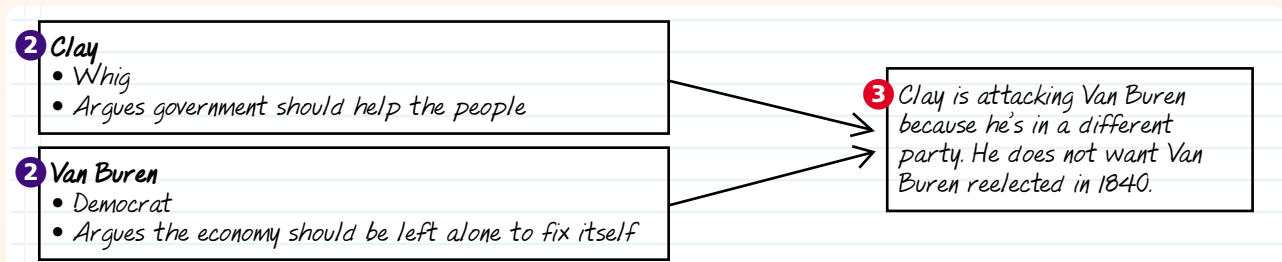 2 Clay
• Whig
• Argues government should help the people
2 Van Buren
• Democrat
• Argues the economy should be left alone to fix itself
3 Clay is attacking Van Buren
because he's in a different
party. He does not want Van
Buren reelected in 1840.